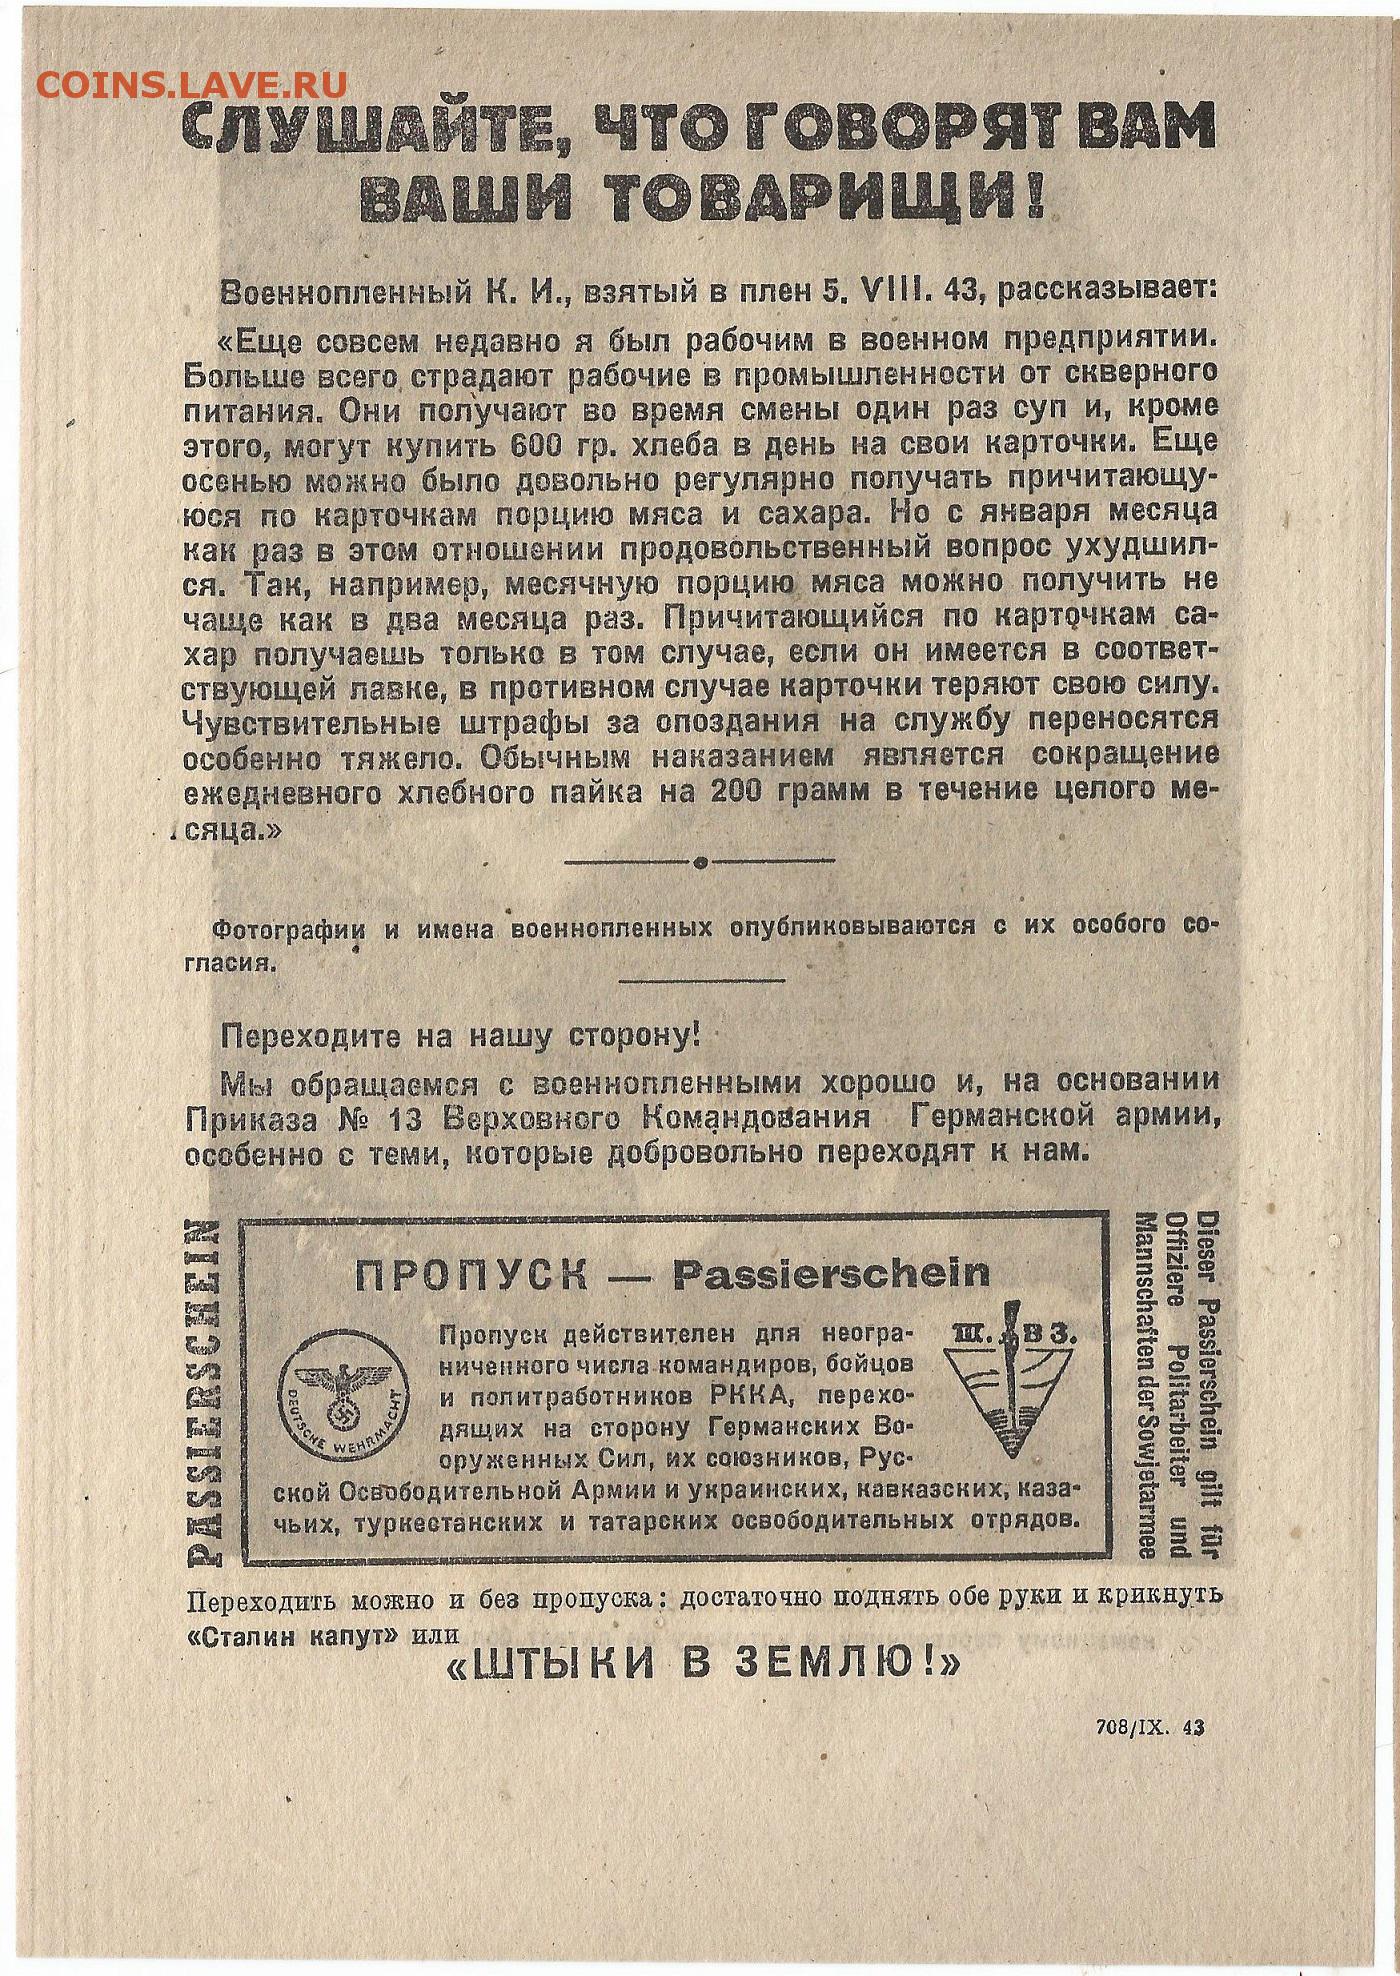 COINS.LAVE.RU
СЛУШАЙТЕ, ЧТО ГОВОРЯТ ВАМ
ВАШИ ТОВАРИЩИ!
Военнопленный К. И., взятый в плен 5. VIII. 43, рассказывает:
«Еще совсем недавно я был рабочим в военном предприятии.
Больше всего страдают рабочие в промышленности от скверного
питания. Они получают во время смены один раз суп и, кроме
этого, могут купить 600 гр. хлеба в день на свои карточки. Еще
осенью можно было довольно регулярно получать причитающу-
юся по карточкам порцию мяса и сахара. Но с января месяца
как раз в этом отношении продовольственный вопрос ухудшил-
ся. Так, например, месячную порцию мяса можно получить не
чаще как в два месяца раз. Причитающийся по карточкам са-
хар получаешь только в том случае, если он имеется в соответ-
ствующей лавке, в противном случае карточки теряют свою силу.
Чувствительные штрафы за опоздания на службу переносятся
особенно тяжело. Обычным наказанием является сокращение
ежедневного хлебного пайка на 200 грамм в течение целого ме-
сяца.»
Фотографии и имена военнопленных опубликовываются с их особого со-
гласия.
Переходите на нашу сторону!
Мы обращаемся с военнопленными хорошо и, на основании
Приказа № 13 Верховного Командования Германской армии,
особенно с теми, которые добровольно переходят к нам.
PASSIERSCHEIN
ПРОПУСК — Passierschein
DEUTSCHE WEHRMACHT
Пропуск действителен для неогра-
ниченного числа командиров, бойцов
и политработников РККА, перехо-
дящих на сторону Германских Во-
оруженных Сил, их союзников, Рус-
ской Освободительной Армии и украинских, кавказских, каза-
чьих, туркестанских и татарских освободительных отрядов.
Ш. В З.
Dieser Passierschein gilt für
Offiziere Politarbeiter und
Mannschaften der Sowjetarmee
Переходить можно и без пропуска: достаточно поднять обе руки и крикнуть
«Сталин капут» или
«ШТЫКИ В ЗЕМЛЮ!»
708/IX. 43